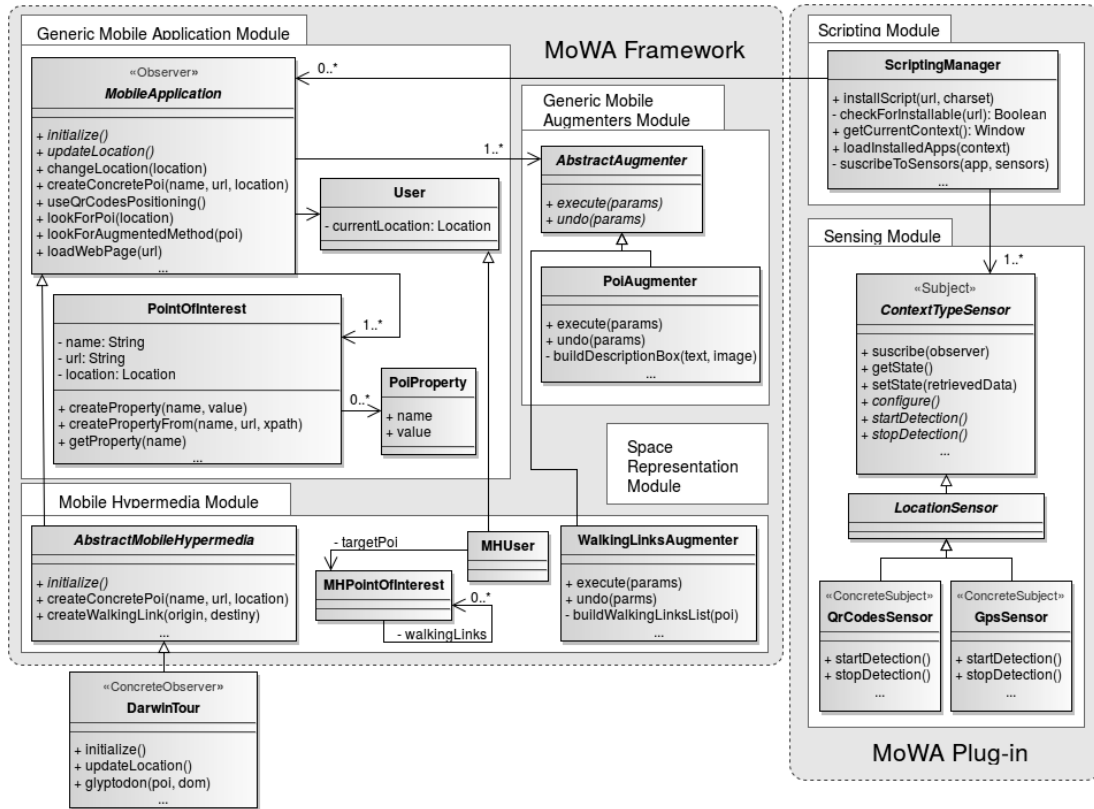 Generic Mobile Application Module
MoWA Framework
«Observer»
MobileApplication
+ initialize()
+ updateLocation()
+ changeLocation(location)
+ createConcretePoi(name, url, location)
+ useQrCodesPositioning()
+ lookForPoi(location)
+ lookForAugmentedMethod(poi)
+ loadWebPage(url)
...
0..*
1..*
User
- currentLocation: Location
1..*
PointOfInterest
- name: String
- url: String
- location: Location
+ createProperty(name, value)
+ createPropertyFrom(name, url, xpath)
+ getProperty(name)
...
0..*
PoiProperty
+ name
+ value
Generic Mobile
Augmenters Module
AbstractAugmenter
+ execute(params)
+ undo(params)
PoiAugmenter
+ execute(params)
+ undo(params)
- buildDescriptionBox(text, image)
...
Space
Representation
Module
Mobile Hypermedia Module
AbstractMobileHypermedia
+ initialize()
+ createConcretePoi(name, url, location)
+ createWalkingLink(origin, destiny)
...
- targetPoi
MHUser
MHPointOfInterest
0..*
- walkingLinks
WalkingLinksAugmenter
+ execute(params)
+ undo(parms)
- buildWalkingLinksList(poi)
...
«ConcreteObserver»
DarwinTour
+ initialize()
+ updateLocation()
+ glyptodon(poi, dom)
...
Scripting Module
ScriptingManager
+ installScript(url, charset)
- checkForInstallable(url): Boolean
+ getCurrentContext(): Window
+ loadInstalledApps(context)
- suscribeToSensors(app, sensors)
...
Sensing Module
1..*
«Subject»
ContextTypeSensor
+ suscribe(observer)
+ getState()
+ setState(retrievedData)
+ configure()
+ startDetection()
+ stopDetection()
...
LocationSensor
«ConcreteSubject»
QrCodesSensor
+ startDetection()
+ stopDetection()
...
«ConcreteSubject»
GpsSensor
+ startDetection()
+ stopDetection()
...
MoWA Plug-in